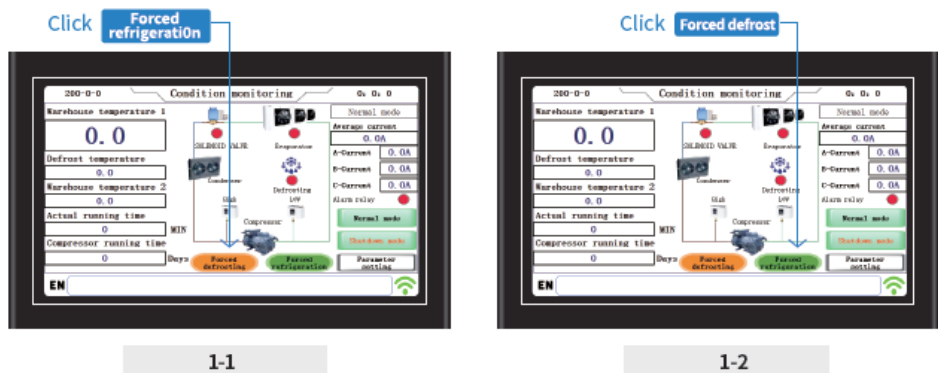 Click Forced
refrigerati0n
Click Forced defrost
200-0-0 Condition monitoring 0: 0: 0
Warehouse temperature 1
Normal mode
0.0
Average current
0.0A
SOLENOID VALVE Evaporator
Defrost temperature
A-Current 0.0A
0.0
B-Current 0.0A
Warehouse temperature 2
Condenser
Defrosting
C-Current 0.0A
0.0
High
LOW
Alarm relay
Actual running time
Normal mode
0 MIN
Compressor
Compressor running time
Shutdown mode
0 Days
Forced
defrosting
Forced
refrigeration
Parameter
setting
EN
200-0-0 Condition monitoring 0: 0: 0
Warehouse temperature 1
Normal mode
0.0
Average current
0.0A
SOLENOID VALVE Evaporator
Defrost temperature
A-Current 0.0A
0.0
B-Current 0.0A
Warehouse temperature 2
Condenser
Defrosting
C-Current 0.0A
0.0
High
LOW
Alarm relay
Actual running time
Normal mode
0 MIN
Compressor
Compressor running time
Shutdown mode
0 Days
Forced
defrosting
Forced
refrigeration
Parameter
setting
EN
1-1
1-2